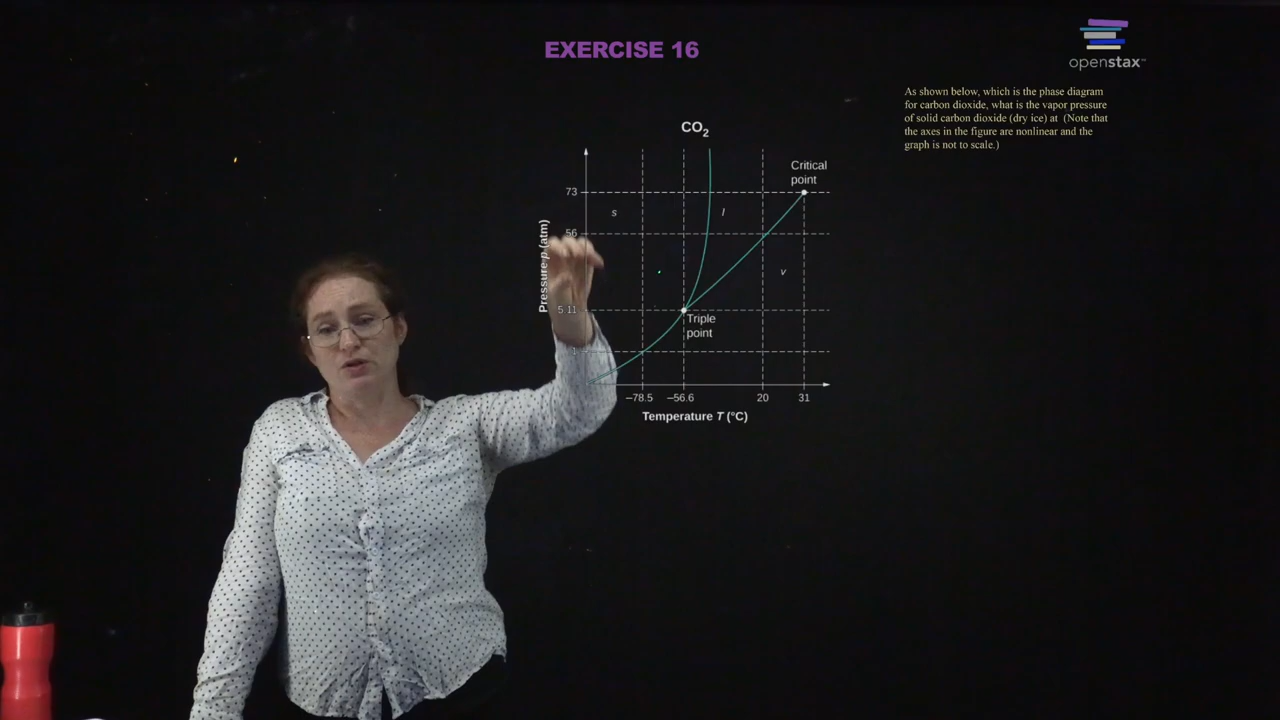 EXERCISE 16
openstax™
As shown below, which is the phase diagram
for carbon dioxide, what is the vapor pressure
of solid carbon dioxide (dry ice) at (Note that
the axes in the figure are nonlinear and the
graph is not to scale.)
CO₂
Critical
point
73
s
l
56
v
Pressure p (atm)
5.11
Triple
point
1
−78.5 −56.6 20 31
Temperature T (°C)